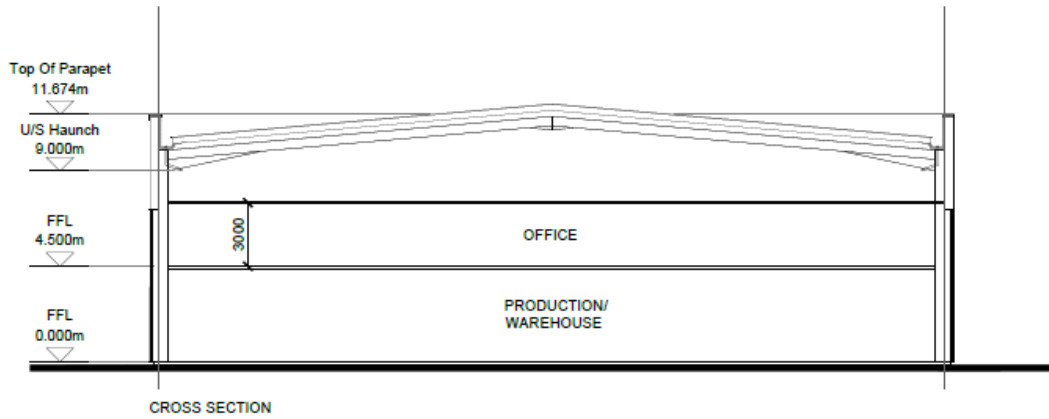 Top Of Parapet
11.674m
U/S Haunch
9.000m
FFL
4.500m
3000
OFFICE
FFL
0.000m
PRODUCTION/
WAREHOUSE
CROSS SECTION